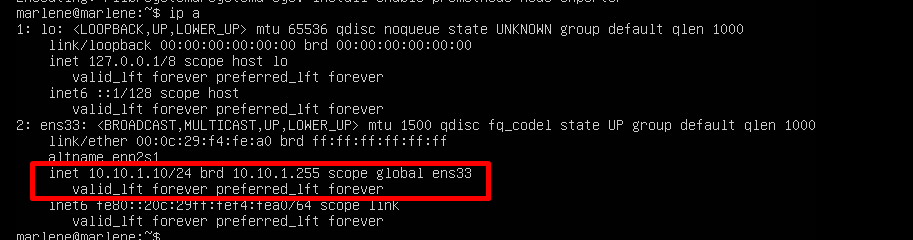 marlene@marlene:~$ ip a
1: lo: <LOOPBACK,UP,LOWER_UP> mtu 65536 qdisc noqueue state UNKNOWN group default qlen 1000
    link/loopback 00:00:00:00:00:00 brd 00:00:00:00:00:00
    inet 127.0.0.1/8 scope host lo
       valid_lft forever preferred_lft forever
    inet6 ::1/128 scope host
       valid_lft forever preferred_lft forever
2: ens33: <BROADCAST,MULTICAST,UP,LOWER_UP> mtu 1500 qdisc fq_codel state UP group default qlen 1000
    link/ether 00:0c:29:f4:fe:a0 brd ff:ff:ff:ff:ff:ff
    altname enp2s1
    inet 10.10.1.10/24 brd 10.10.1.255 scope global ens33
       valid_lft forever preferred_lft forever
    inet6 fe80::20c:29ff:fef4:fea0/64 scope link
       valid_lft forever preferred_lft forever
marlene@marlene:~$